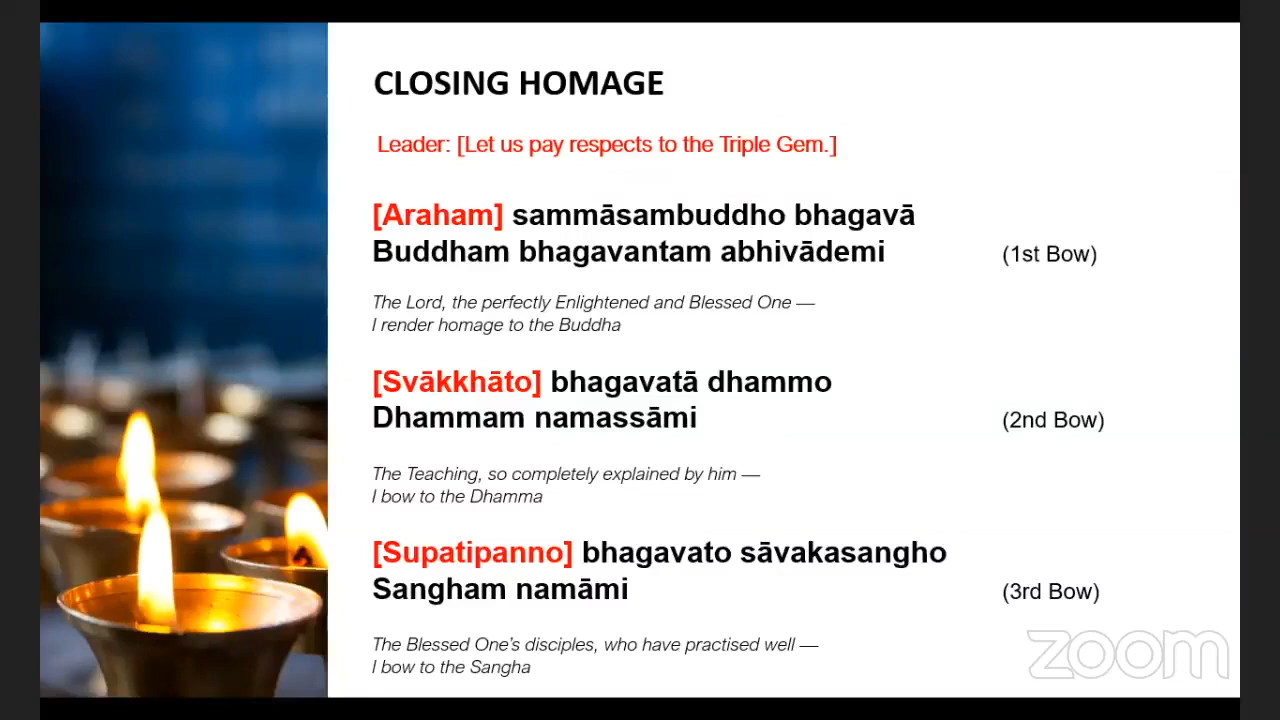 CLOSING HOMAGE
Leader: [Let us pay respects to the Triple Gem.]
[Araham] sammāsambuddho bhagavā
Buddham bhagavantam abhivādemi (1st Bow)
The Lord, the perfectly Enlightened and Blessed One —
I render homage to the Buddha
[Svākkhāto] bhagavatā dhammo
Dhammam namassāmi (2nd Bow)
The Teaching, so completely explained by him —
I bow to the Dhamma
[Supatipanno] bhagavato sāvakasangho
Sangham namāmi (3rd Bow)
The Blessed One's disciples, who have practised well —
I bow to the Sangha
zoom